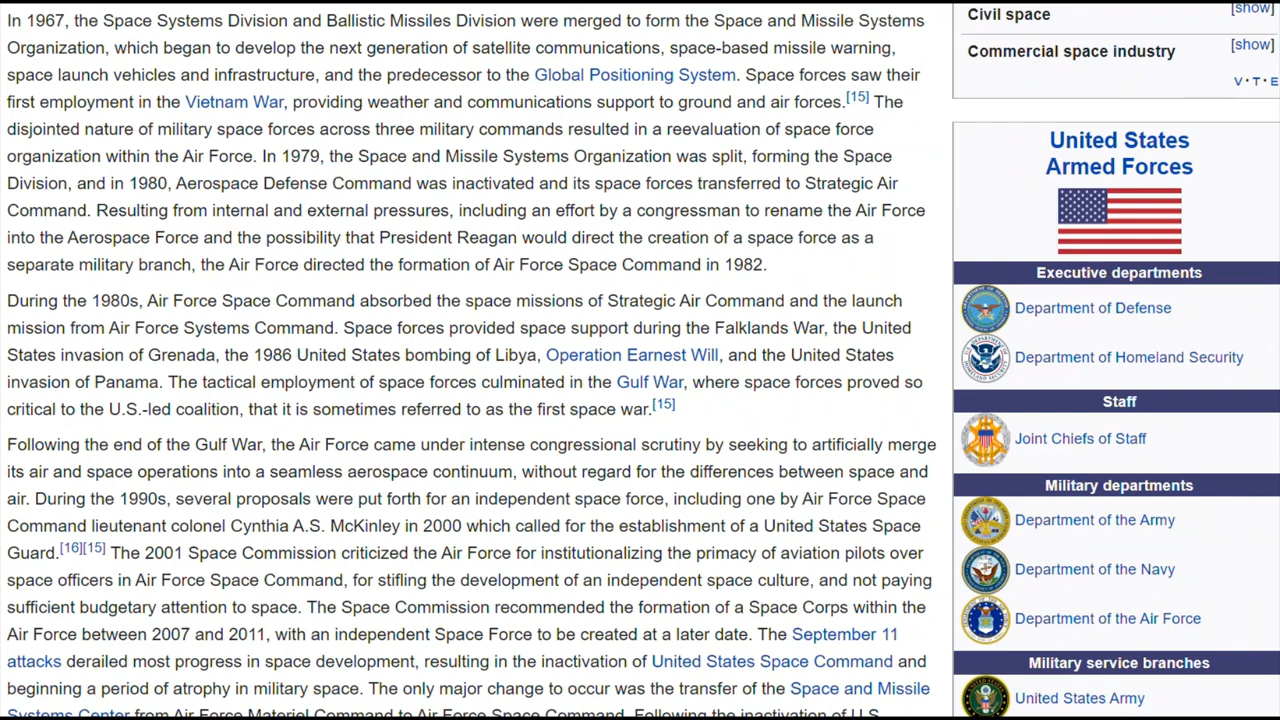 In 1967, the Space Systems Division and Ballistic Missiles Division were merged to form the Space and Missile Systems
Organization, which began to develop the next generation of satellite communications, space-based missile warning,
space launch vehicles and infrastructure, and the predecessor to the Global Positioning System. Space forces saw their
first employment in the Vietnam War, providing weather and communications support to ground and air forces.[15] The
disjointed nature of military space forces across three military commands resulted in a reevaluation of space force
organization within the Air Force. In 1979, the Space and Missile Systems Organization was split, forming the Space
Division, and in 1980, Aerospace Defense Command was inactivated and its space forces transferred to Strategic Air
Command. Resulting from internal and external pressures, including an effort by a congressman to rename the Air Force
into the Aerospace Force and the possibility that President Reagan would direct the creation of a space force as a
separate military branch, the Air Force directed the formation of Air Force Space Command in 1982.
During the 1980s, Air Force Space Command absorbed the space missions of Strategic Air Command and the launch
mission from Air Force Systems Command. Space forces provided space support during the Falklands War, the United
States invasion of Grenada, the 1986 United States bombing of Libya, Operation Earnest Will, and the United States
invasion of Panama. The tactical employment of space forces culminated in the Gulf War, where space forces proved so
critical to the U.S.-led coalition, that it is sometimes referred to as the first space war.[15]
Following the end of the Gulf War, the Air Force came under intense congressional scrutiny by seeking to artificially merge
its air and space operations into a seamless aerospace continuum, without regard for the differences between space and
air. During the 1990s, several proposals were put forth for an independent space force, including one by Air Force Space
Command lieutenant colonel Cynthia A.S. McKinley in 2000 which called for the establishment of a United States Space
Guard.[16][15] The 2001 Space Commission criticized the Air Force for institutionalizing the primacy of aviation pilots over
space officers in Air Force Space Command, for stifling the development of an independent space culture, and not paying
sufficient budgetary attention to space. The Space Commission recommended the formation of a Space Corps within the
Air Force between 2007 and 2011, with an independent Space Force to be created at a later date. The September 11
attacks derailed most progress in space development, resulting in the inactivation of United States Space Command and
beginning a period of atrophy in military space. The only major change to occur was the transfer of the Space and Missile
Systems Center from Air Force Materiel Command to Air Force Space Command. Following the inactivation of U.S.
Civil space [show]
Commercial space industry [show]
V · T · E
United States
Armed Forces
Executive departments
Department of Defense
Department of Homeland Security
Staff
Joint Chiefs of Staff
Military departments
Department of the Army
Department of the Navy
Department of the Air Force
Military service branches
United States Army